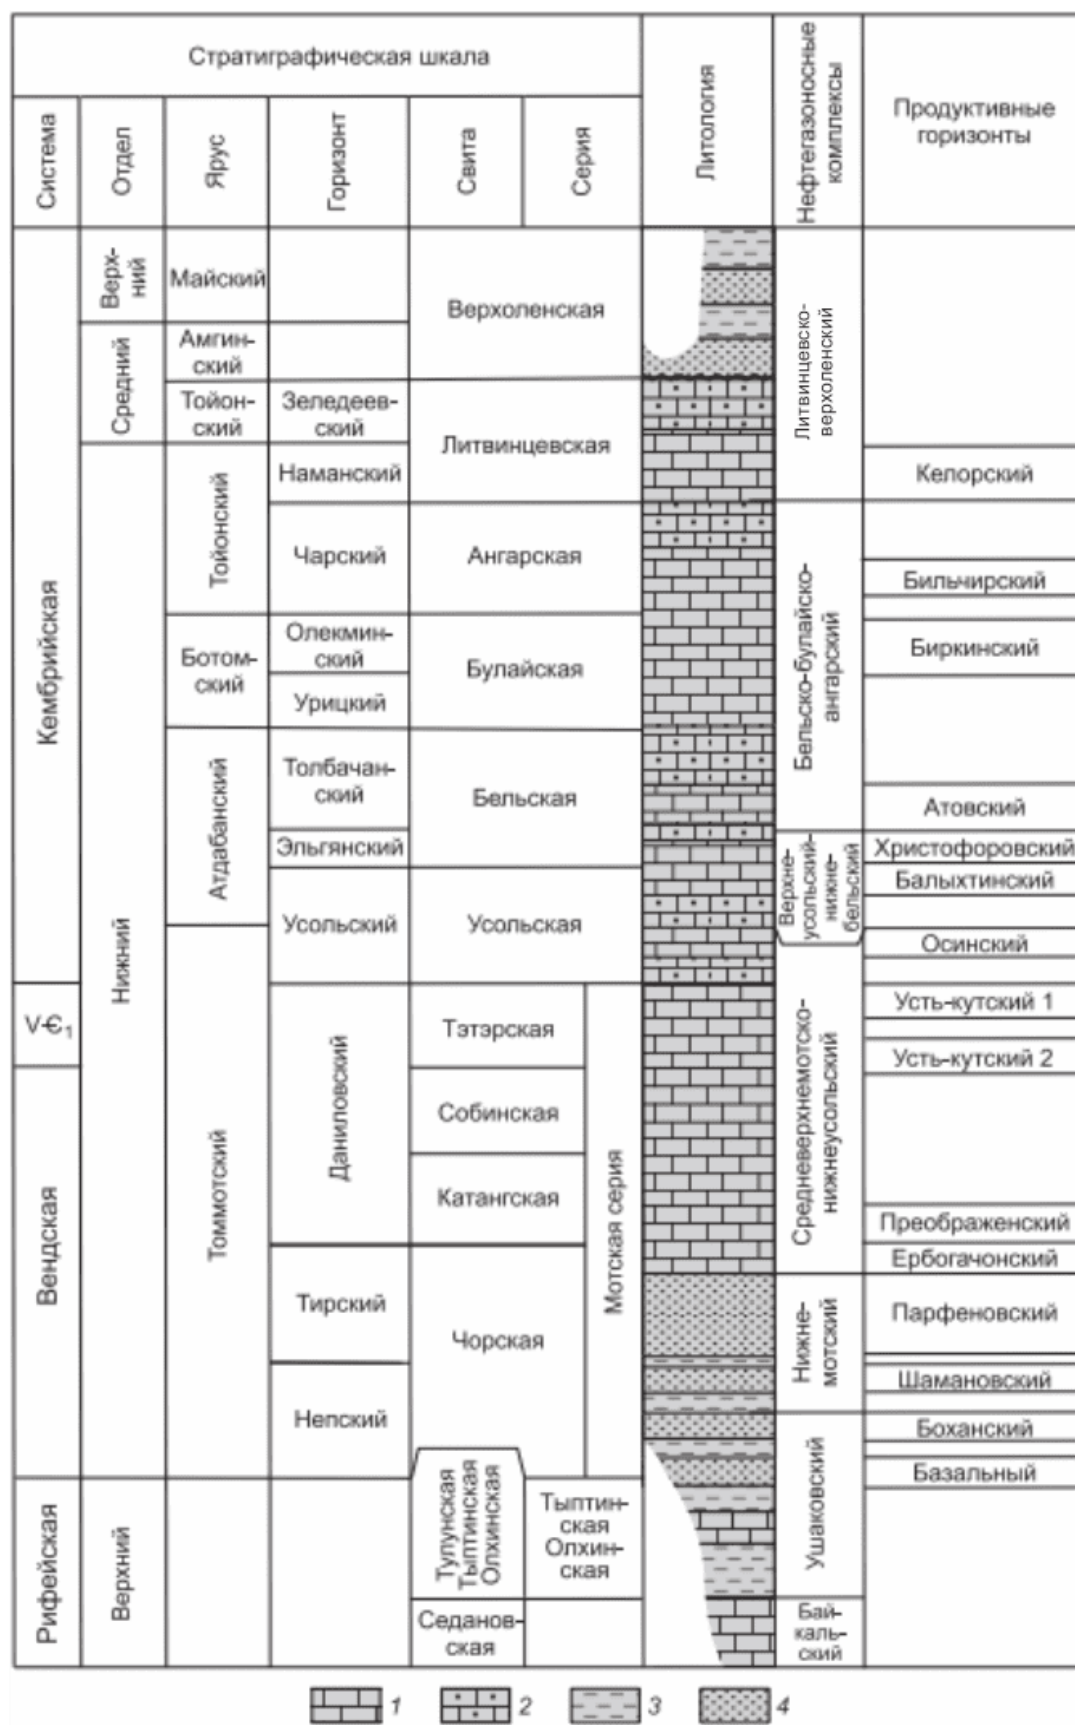 Стратиграфическая шкала
Система
Отдел
Ярус
Горизонт
Свита
Серия
Литология
Нефтегазоносные
комплексы
Продуктивные
горизонты
Кембрийская
V-Є1
Вендская
Рифейская
Верх-
ний
Средний
Нижний
Верхний
Майский
Амгин-
ский
Тойон-
ский
Тойонский
Ботом-
ский
Атдабанский
Томмотский
Зеледеев-
ский
Наманский
Чарский
Олекмин-
ский
Урицкий
Толбачан-
ский
Эльгянский
Усольский
Даниловский
Тирский
Непский
Верхоленская
Литвинцевская
Ангарская
Булайская
Бельская
Усольская
Тэтэрская
Собинская
Катангская
Чорская
Тулунская
Тыптинская
Олхинская
Седанов-
ская
Мотская серия
Тыптин-
ская
Олхин-
ская
Литвинцевско-
верхоленский
Бельско-булайско-
ангарский
Верхне-
усольский-
нижне-
бельский
Средневерхнемотско-
нижнеусольский
Нижне-
мотский
Ушаковский
Бай-
каль-
ский
Келорский
Бильчирский
Биркинский
Атовский
Христофоровский
Балыхтинский
Осинский
Усть-кутский 1
Усть-кутский 2
Преображенский
Ербогачонский
Парфеновский
Шамановский
Боханский
Базальный
1
2
3
4